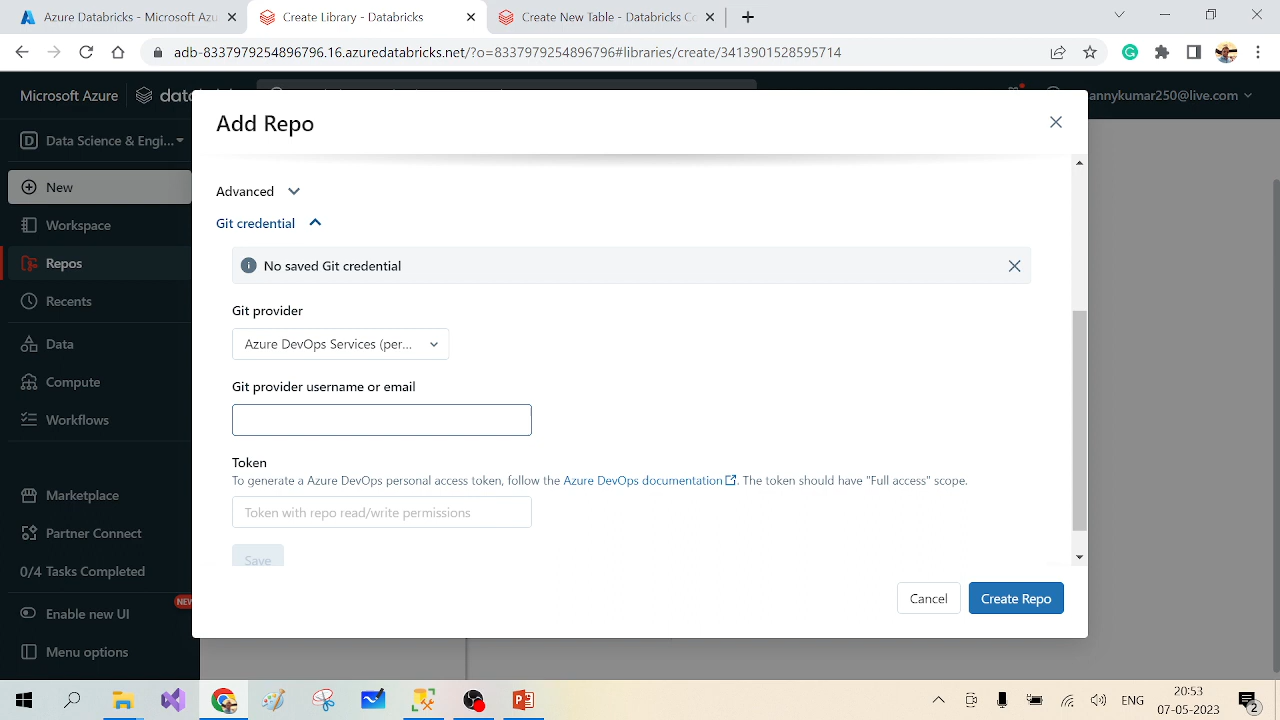 Microsoft Azure - Microsoft Azu
Create New Table - Databricks Co
adb-8337979254896796.16.azuredatabricks.net/?o=8337979254896796#libraries/create/3413901528595714
Microsoft Azure
annykumar250@live.com
Add Repo
Data Science & Engi...
Advanced
New
Git credential
Workspace
No saved Git credential
Repos
Git provider
Recents
Azure DevOps Services (per...
Data
Git provider username or email
Compute
Workflows
Token
To generate a Azure DevOps personal access token, follow the Azure DevOps documentation. The token should have "Full access" scope.
Marketplace
Token with repo read/write permissions
Partner Connect
Save
0/4 Tasks Completed
Cancel
Create Repo
NEW
Enable new UI
Menu options
ENG
20:53
07-05-2023
2